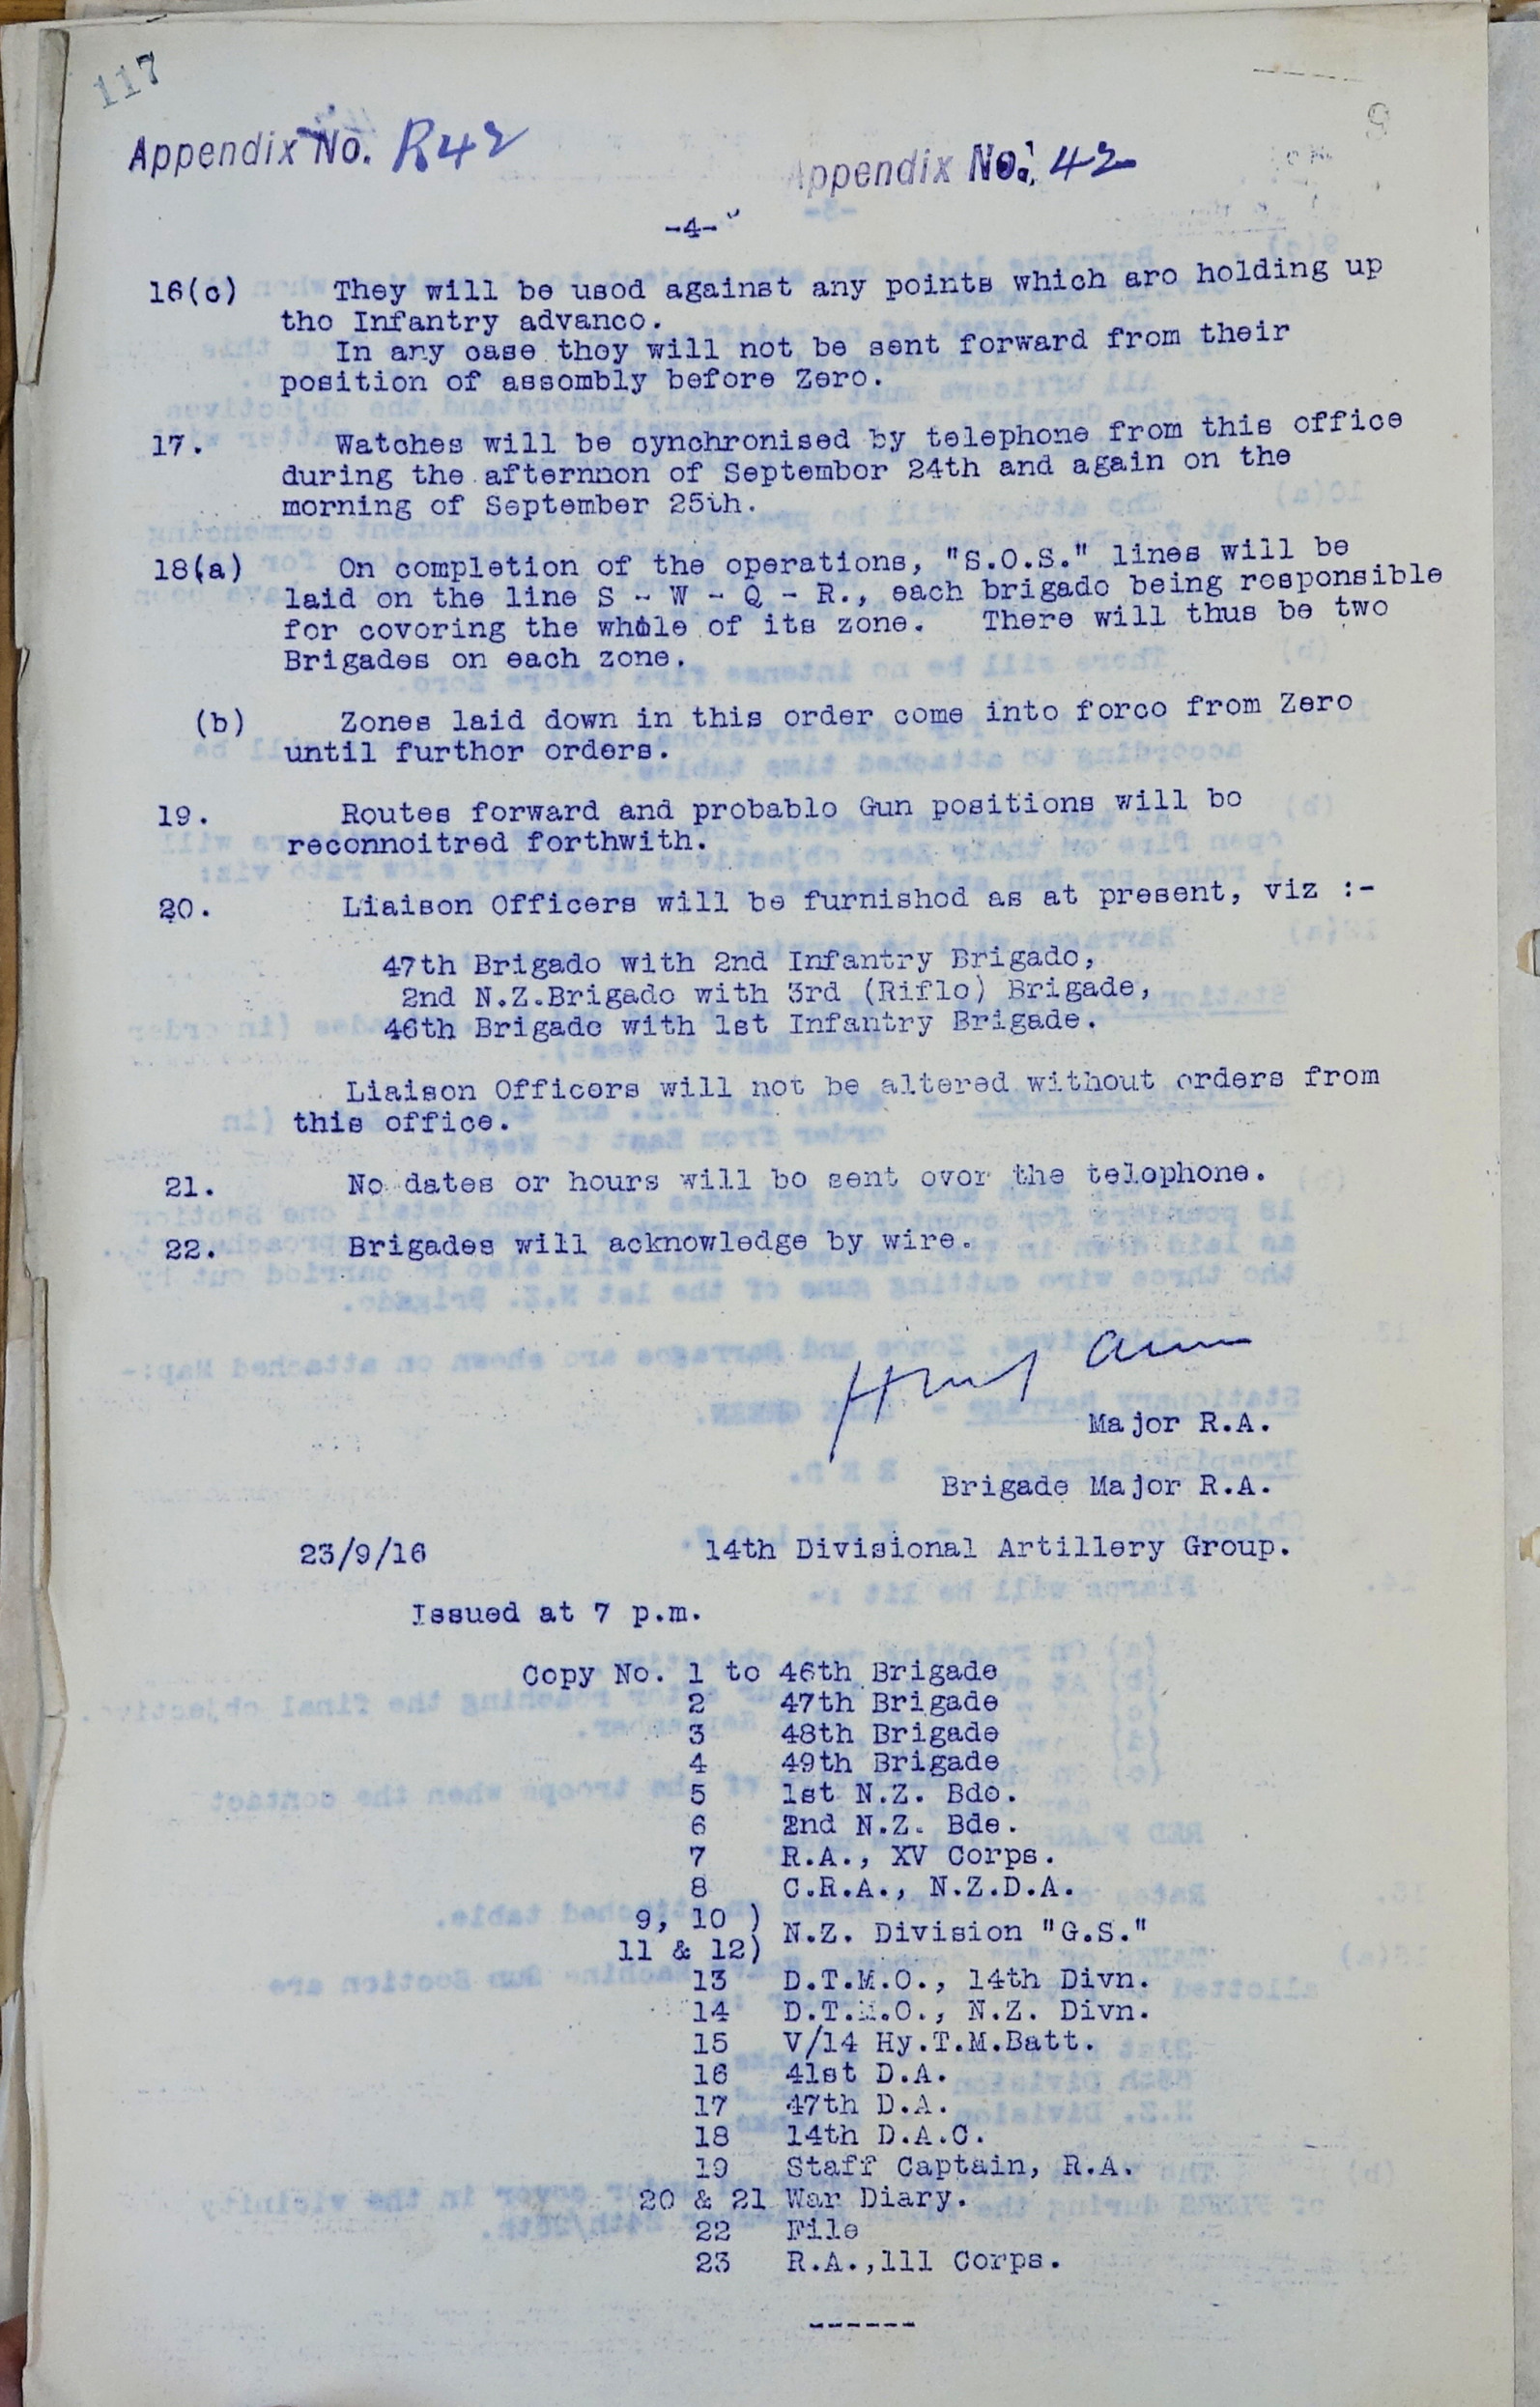 117
Appendix No. R42
Appendix No. 42
-4-
16(c) They will be used against any points which are holding up
the Infantry advance.
In any case they will not be sent forward from their
position of assembly before Zero.
17. Watches will be synchronised by telephone from this office
during the afternnon of September 24th and again on the
morning of September 25th.
18(a) On completion of the operations, "S.O.S." lines will be
laid on the line S - W - Q - R., each brigade being responsible
for covering the whole of its zone. There will thus be two
Brigades on each zone.
(b) Zones laid down in this order come into force from Zero
until further orders.
19. Routes forward and probable Gun positions will be
reconnoitred forthwith.
20. Liaison Officers will be furnished as at present, viz :-
47th Brigade with 2nd Infantry Brigade,
2nd N.Z.Brigade with 3rd (Rifle) Brigade,
46th Brigade with 1st Infantry Brigade.
Liaison Officers will not be altered without orders from
this office.
21. No dates or hours will be sent over the telephone.
22. Brigades will acknowledge by wire.
Major R.A.
Brigade Major R.A.
23/9/16 14th Divisional Artillery Group.
Issued at 7 p.m.
Copy No. 1 to 46th Brigade
2 47th Brigade
3 48th Brigade
4 49th Brigade
5 1st N.Z. Bde.
6 2nd N.Z. Bde.
7 R.A., XV Corps.
8 C.R.A., N.Z.D.A.
9, 10 )
11 & 12) N.Z. Division "G.S."
13 D.T.M.O., 14th Divn.
14 D.T.M.O., N.Z. Divn.
15 V/14 Hy.T.M.Batt.
16 41st D.A.
17 47th D.A.
18 14th D.A.C.
19 Staff Captain, R.A.
20 & 21 War Diary.
22 File
23 R.A.,111 Corps.
------